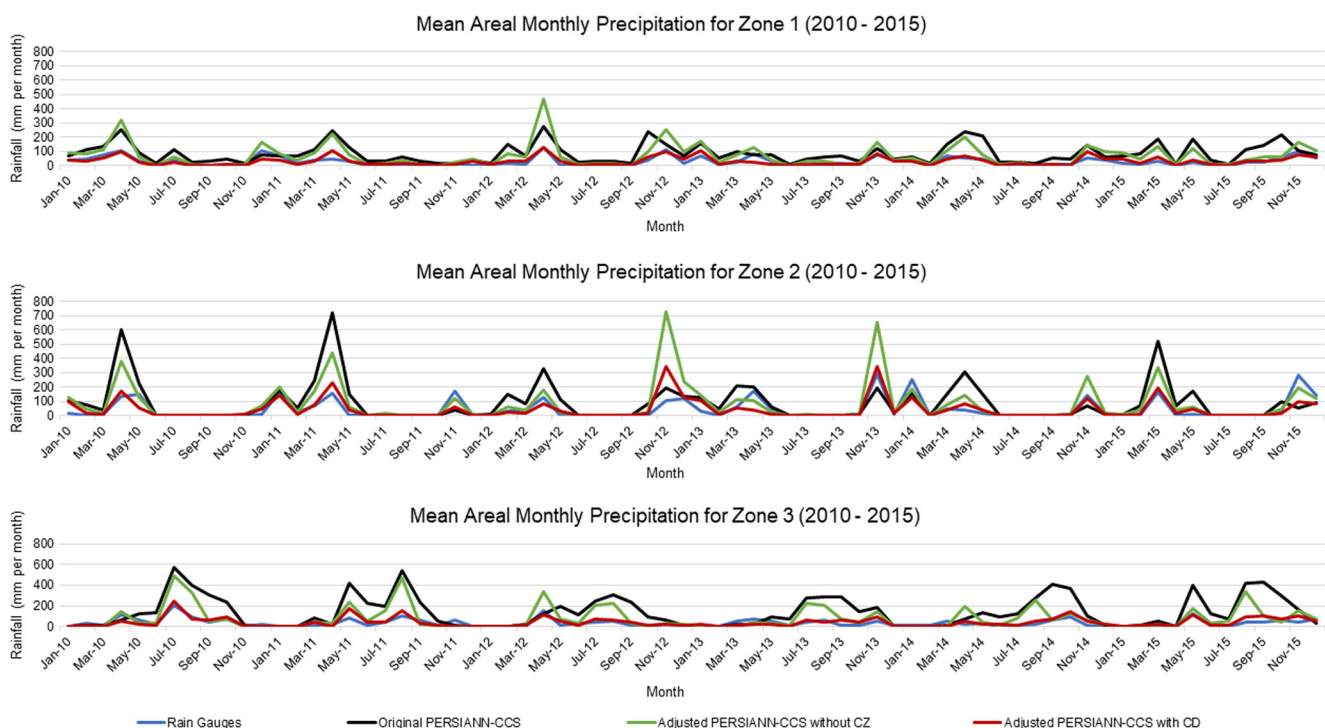 Mean Areal Monthly Precipitation for Zone 1 (2010 - 2015)
Rainfall (mm per month)
800
700
600
500
400
300
200
100
0
Jan-10 Mar-10 May-10 Jul-10 Sep-10 Nov-10 Jan-11 Mar-11 May-11 Jul-11 Sep-11 Nov-11 Jan-12 Mar-12 May-12 Jul-12 Sep-12 Nov-12 Jan-13 Mar-13 May-13 Jul-13 Sep-13 Nov-13 Jan-14 Mar-14 May-14 Jul-14 Sep-14 Nov-14 Jan-15 Mar-15 May-15 Jul-15 Sep-15 Nov-15
Month
Mean Areal Monthly Precipitation for Zone 2 (2010 - 2015)
Rainfall (mm per month)
800
700
600
500
400
300
200
100
0
Jan-10 Mar-10 May-10 Jul-10 Sep-10 Nov-10 Jan-11 Mar-11 May-11 Jul-11 Sep-11 Nov-11 Jan-12 Mar-12 May-12 Jul-12 Sep-12 Nov-12 Jan-13 Mar-13 May-13 Jul-13 Sep-13 Nov-13 Jan-14 Mar-14 May-14 Jul-14 Sep-14 Nov-14 Jan-15 Mar-15 May-15 Jul-15 Sep-15 Nov-15
Month
Mean Areal Monthly Precipitation for Zone 3 (2010 - 2015)
Rainfall (mm per month)
800
600
400
200
0
Jan-10 Mar-10 May-10 Jul-10 Sep-10 Nov-10 Jan-11 Mar-11 May-11 Jul-11 Sep-11 Nov-11 Jan-12 Mar-12 May-12 Jul-12 Sep-12 Nov-12 Jan-13 Mar-13 May-13 Jul-13 Sep-13 Nov-13 Jan-14 Mar-14 May-14 Jul-14 Sep-14 Nov-14 Jan-15 Mar-15 May-15 Jul-15 Sep-15 Nov-15
Month
Rain Gauges Original PERSIANN-CCS Adjusted PERSIANN-CCS without CZ Adjusted PERSIANN-CCS with CD